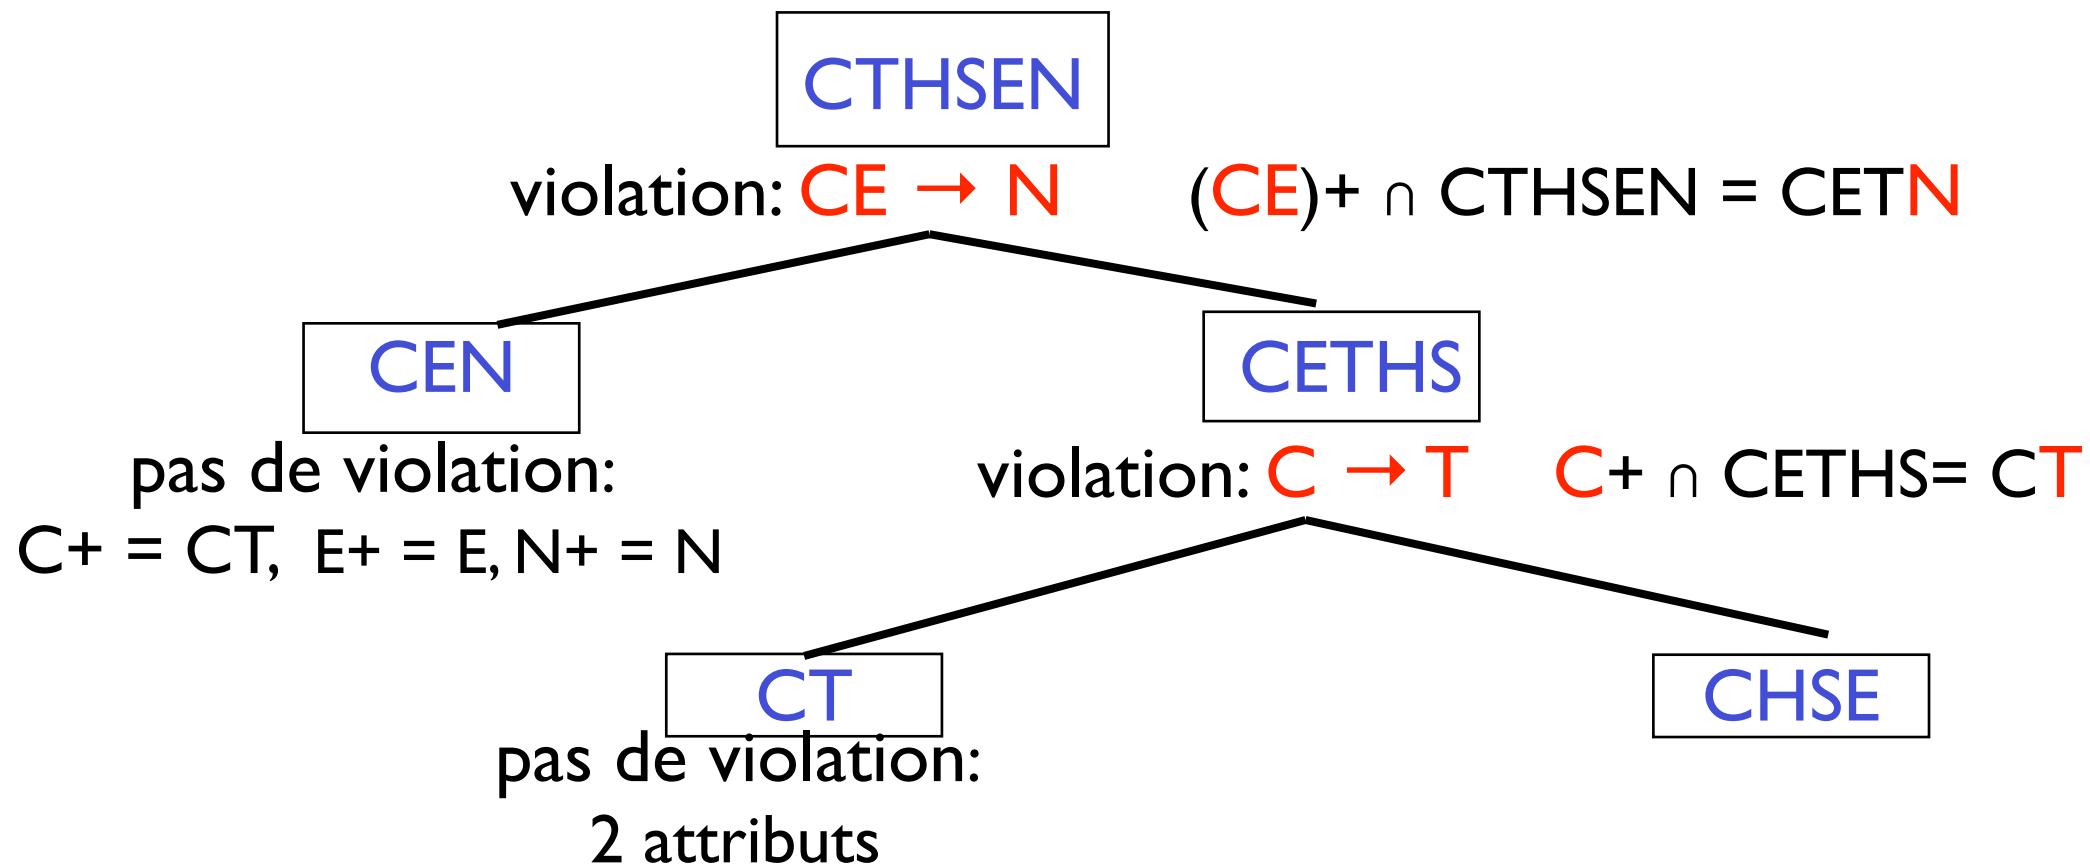 CTHSEN
violation: CE → N (CE)+ ∩ CTHSEN = CETN
CEN
CETHS
pas de violation:
violation: C → T C+ ∩ CETHS= CT
C+ = CT, E+ = E, N+ = N
CT
CHSE
pas de violation:
2 attributs